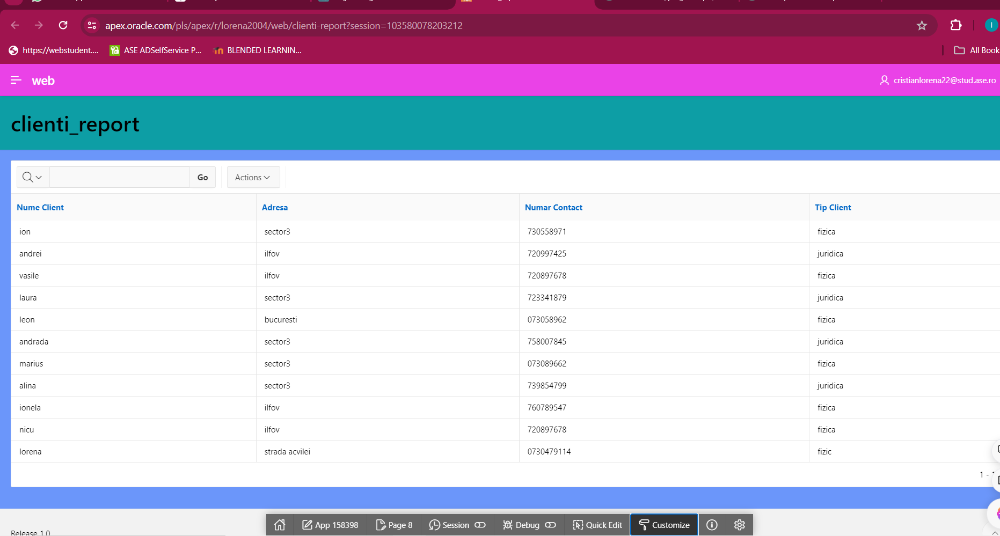 apex.oracle.com/pls/apex/r/lorena2004/web/clienti-report?session=103580078203212
https://webstudent.... ASE ADSelfService P... BLENDED LEARNIN... All Book
web cristianlorena22@stud.ase.ro
clienti_report
Go Actions
Nume Client Adresa Numar Contact Tip Client
ion sector3 730558971 fizica
andrei ilfov 720997425 juridica
vasile ilfov 720897678 fizica
laura sector3 723341879 juridica
leon bucuresti 073058962 fizica
andrada sector3 758007845 juridica
marius sector3 073089662 fizica
alina sector3 739854799 juridica
ionela ilfov 760789547 fizica
nicu ilfov 720897678 fizica
lorena strada acvilei 0730479114 fizic
1 -
App 158398 Page 8 Session Debug Quick Edit Customize
Release 1.0